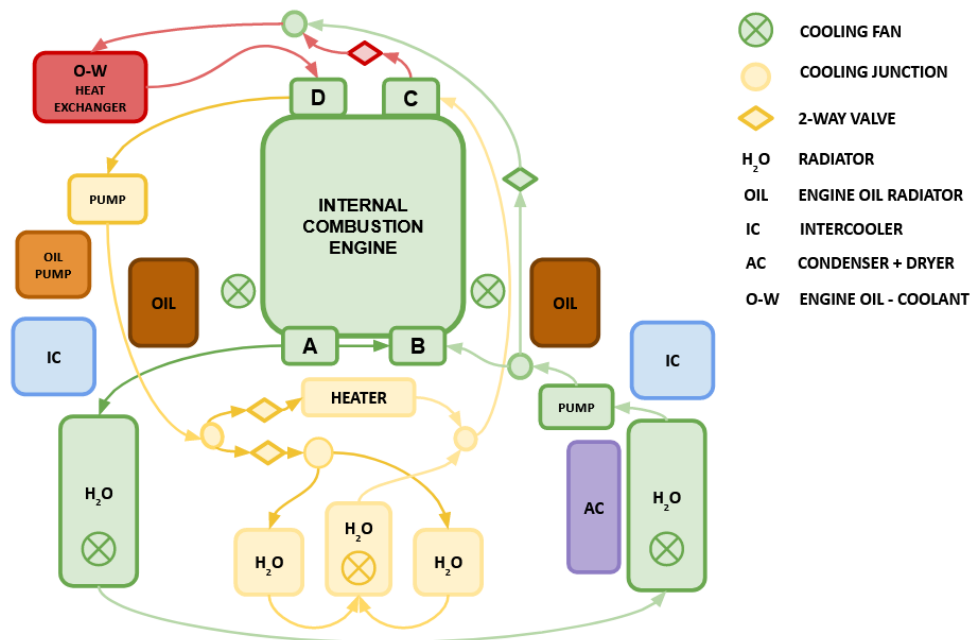 O-W
HEAT
EXCHANGER
D
C
PUMP
INTERNAL
COMBUSTION
ENGINE
OIL
PUMP
OIL
OIL
IC
A
B
IC
HEATER
PUMP
H₂O
H₂O
H₂O
H₂O
AC
H₂O
COOLING FAN
COOLING JUNCTION
2-WAY VALVE
H₂O RADIATOR
OIL ENGINE OIL RADIATOR
IC INTERCOOLER
AC CONDENSER + DRYER
O-W ENGINE OIL - COOLANT